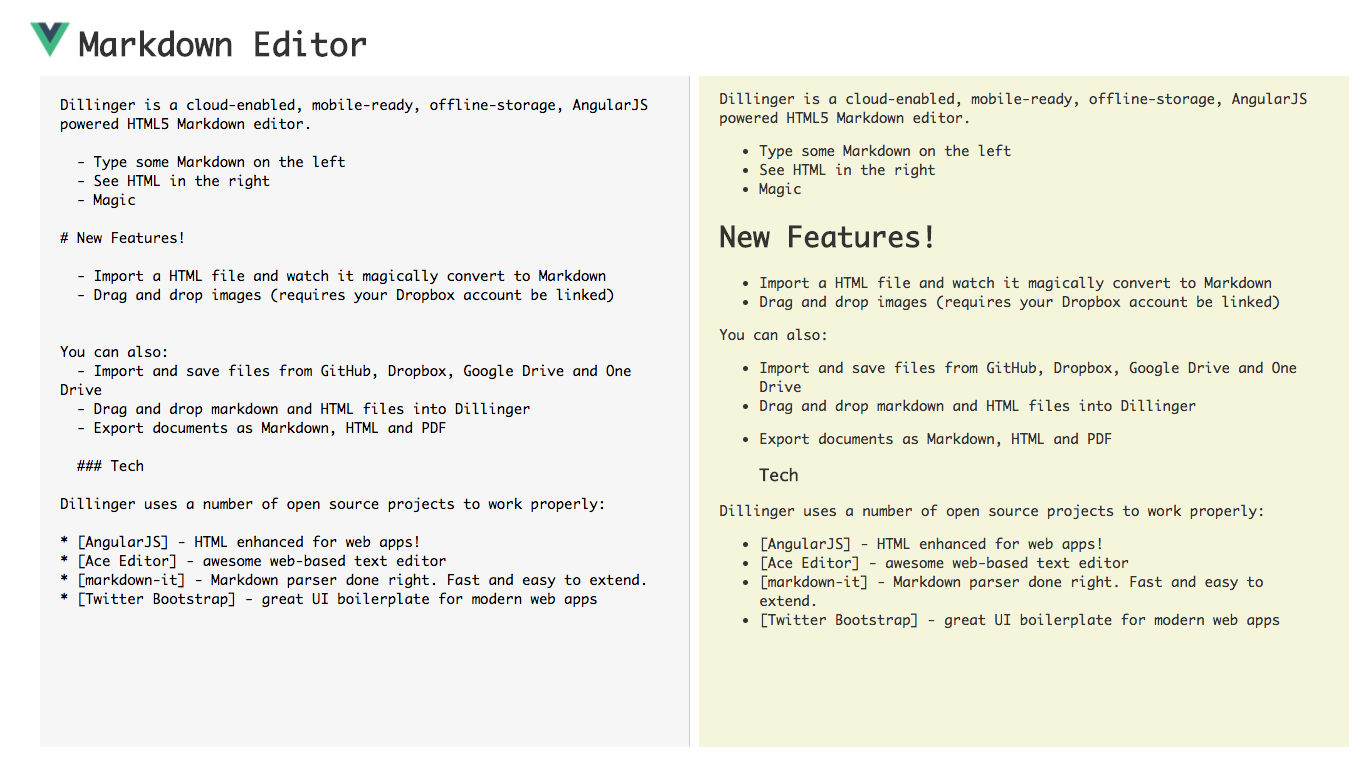 Markdown Editor
Dillinger is a cloud-enabled, mobile-ready, offline-storage, AngularJS
powered HTML5 Markdown editor.
- Type some Markdown on the left
- See HTML in the right
- Magic
# New Features!
- Import a HTML file and watch it magically convert to Markdown
- Drag and drop images (requires your Dropbox account be linked)
You can also:
- Import and save files from GitHub, Dropbox, Google Drive and One
Drive
- Drag and drop markdown and HTML files into Dillinger
- Export documents as Markdown, HTML and PDF
### Tech
Dillinger uses a number of open source projects to work properly:
* [AngularJS] - HTML enhanced for web apps!
* [Ace Editor] - awesome web-based text editor
* [markdown-it] - Markdown parser done right. Fast and easy to extend.
* [Twitter Bootstrap] - great UI boilerplate for modern web apps
Dillinger is a cloud-enabled, mobile-ready, offline-storage, AngularJS
powered HTML5 Markdown editor.
• Type some Markdown on the left
• See HTML in the right
• Magic
New Features!
• Import a HTML file and watch it magically convert to Markdown
• Drag and drop images (requires your Dropbox account be linked)
You can also:
• Import and save files from GitHub, Dropbox, Google Drive and One
Drive
• Drag and drop markdown and HTML files into Dillinger
• Export documents as Markdown, HTML and PDF
Tech
Dillinger uses a number of open source projects to work properly:
• [AngularJS] - HTML enhanced for web apps!
• [Ace Editor] - awesome web-based text editor
• [markdown-it] - Markdown parser done right. Fast and easy to
extend.
• [Twitter Bootstrap] - great UI boilerplate for modern web apps